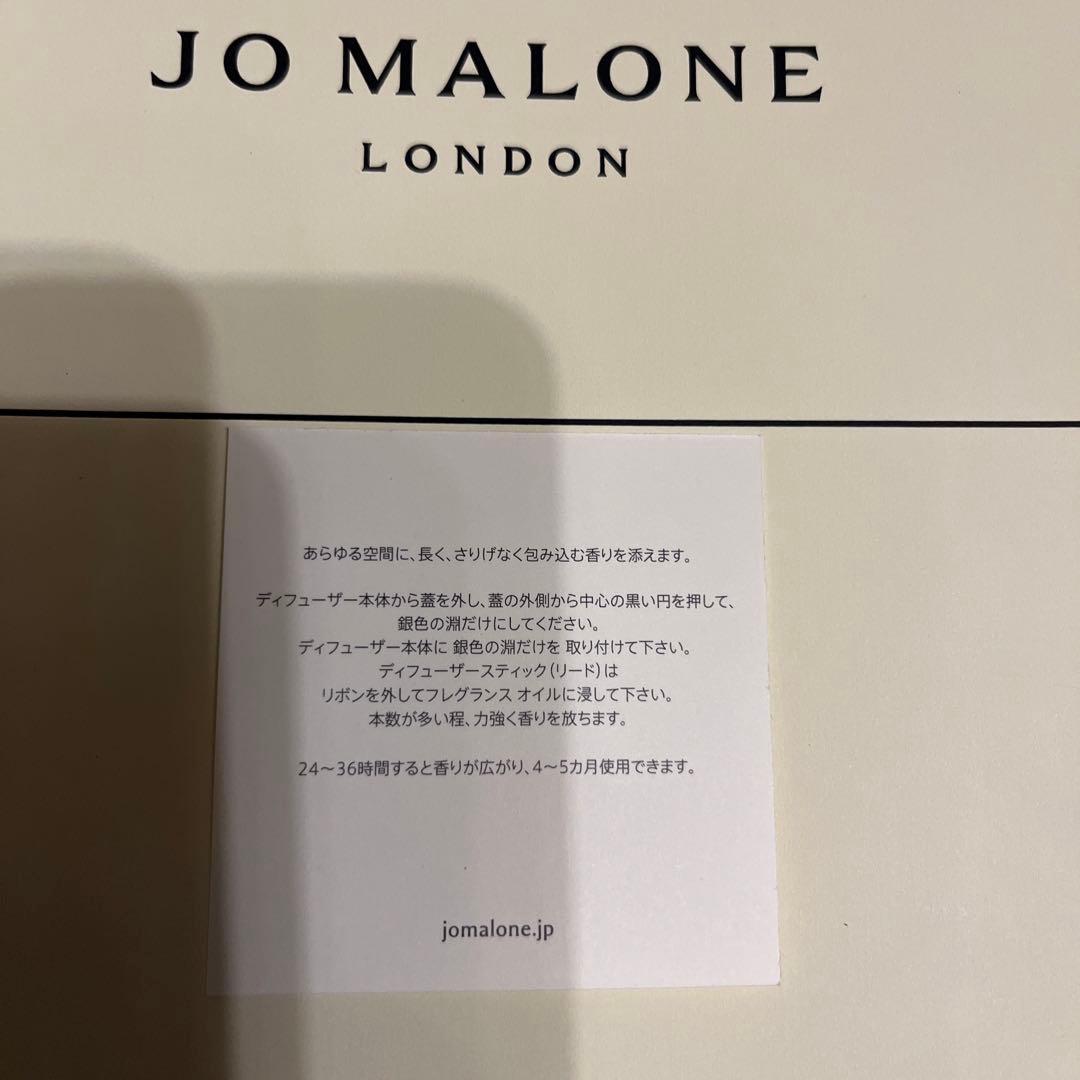 JO MALONE
LONDON
あらゆる空間に、長く、さりげなく包み込む香りを添えます。
ディフューザー本体から蓋を外し、蓋の外側から中心の黒い円を押して、
銀色の淵だけにしてください。
ディフューザー本体に 銀色の淵だけを 取り付けて下さい。
ディフューザースティック(リード)は
リボンを外してフレグランス オイルに浸して下さい。
本数が多い程、力強く香りを放ちます。
24〜36時間すると香りが広がり、4〜5カ月使用できます。
jomalone.jp